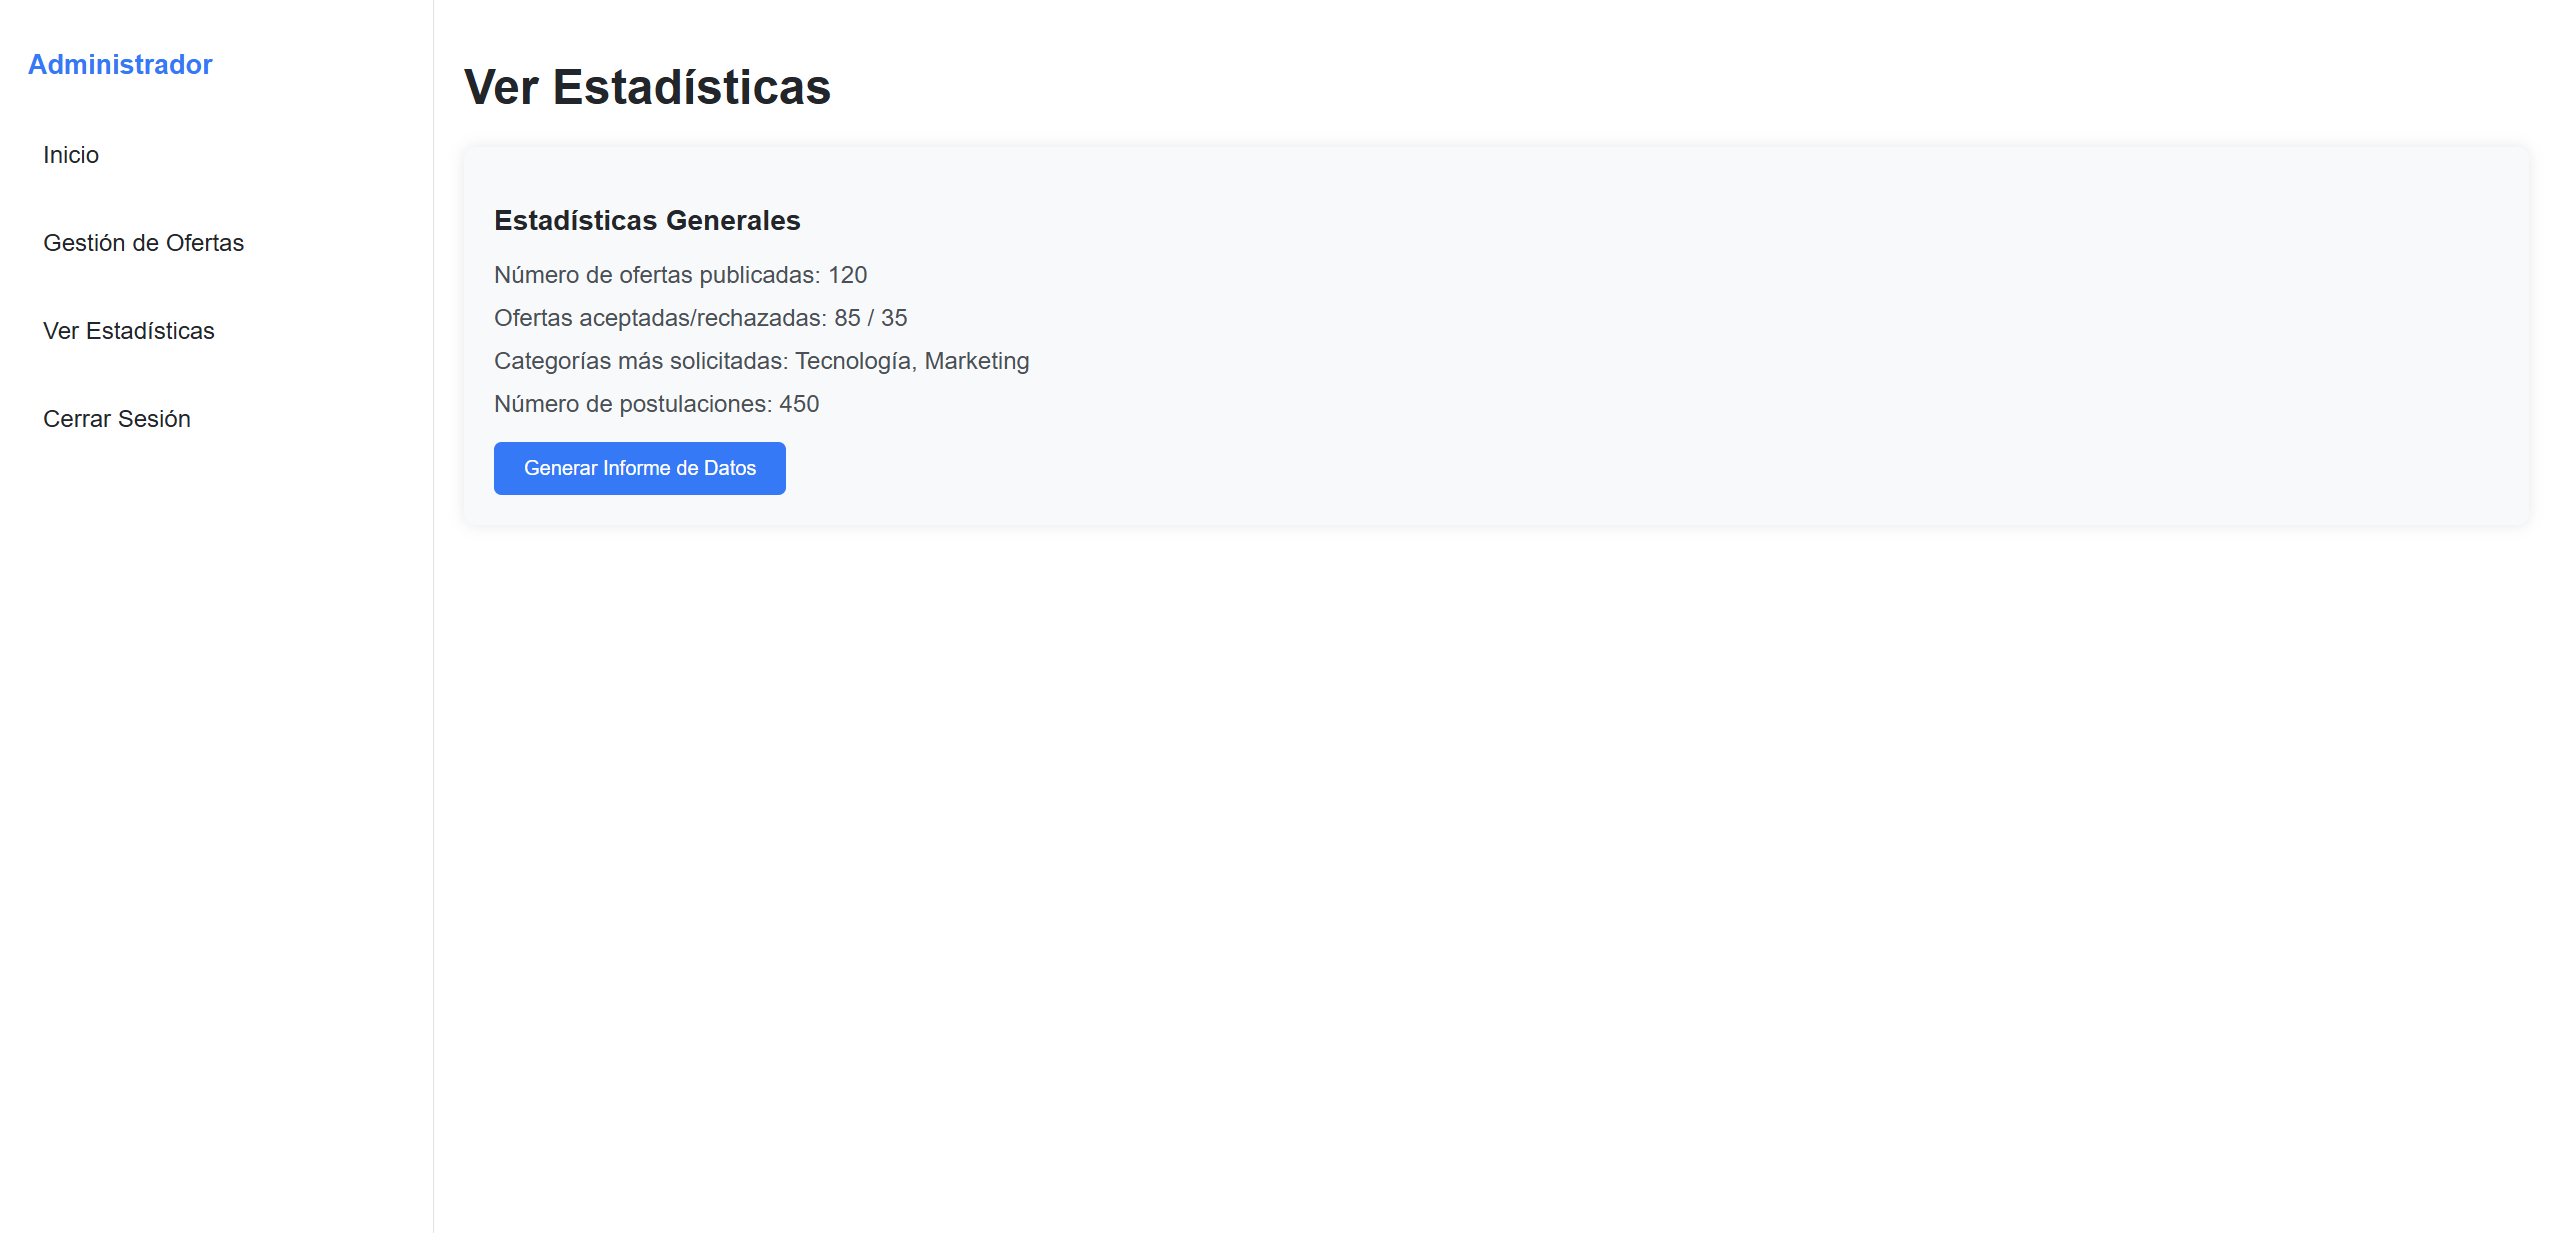 Administrador
Inicio
Gestión de Ofertas
Ver Estadísticas
Cerrar Sesión
Ver Estadísticas
Estadísticas Generales
Número de ofertas publicadas: 120
Ofertas aceptadas/rechazadas: 85 / 35
Categorías más solicitadas: Tecnología, Marketing
Número de postulaciones: 450
Generar Informe de Datos